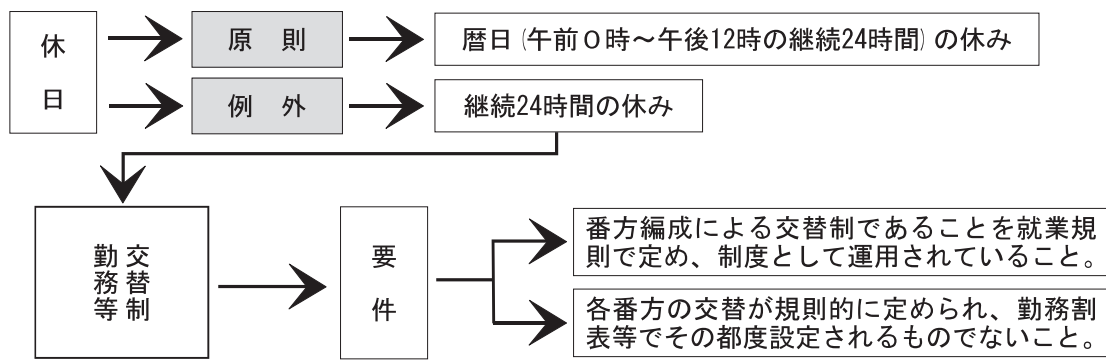 休日
原則
暦日(午前0時～午後12時の継続24時間)の休み
例外
継続24時間の休み
交替制
勤務等
要件
番方編成による交替制であることを就業規
則で定め、制度として運用されていること。
各番方の交替が規則的に定められ、勤務割
表等でその都度設定されるものでないこと。